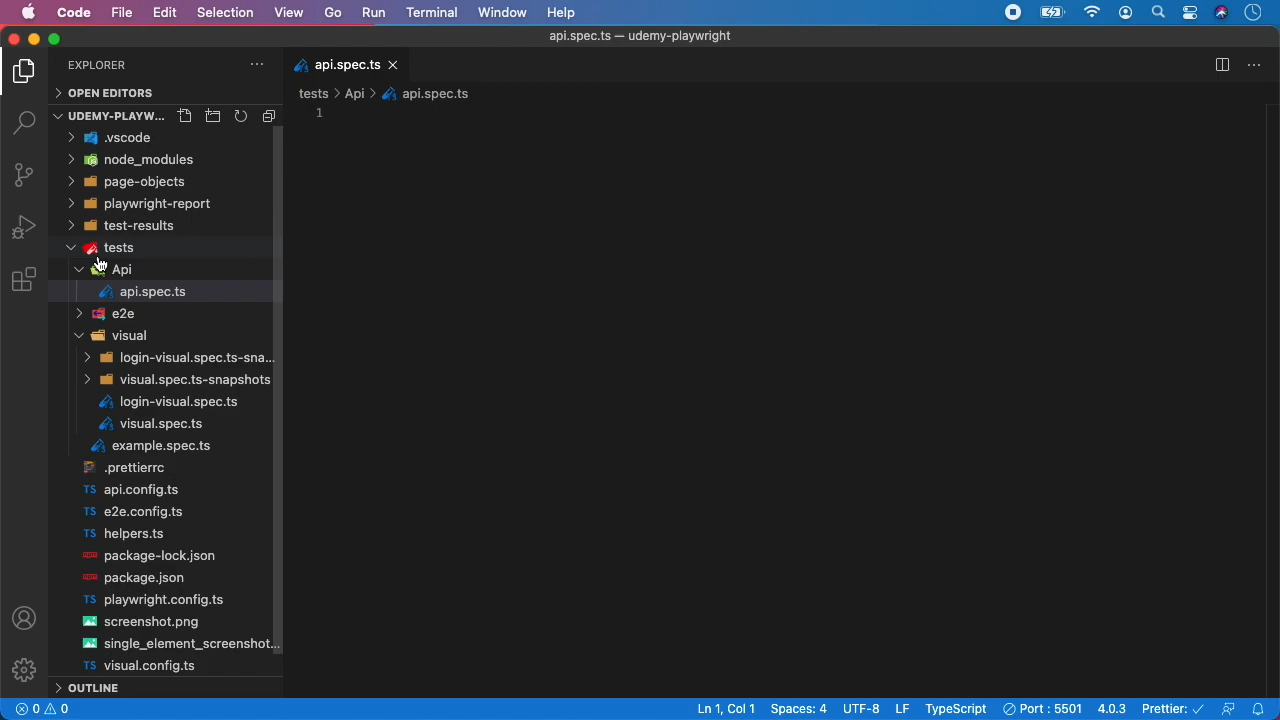 Code File Edit Selection View Go Run Terminal Window Help
api.spec.ts — udemy-playwright
EXPLORER
OPEN EDITORS
UDEMY-PLAYW...
.vscode
node_modules
page-objects
playwright-report
test-results
tests
Api
api.spec.ts
e2e
visual
login-visual.spec.ts-sna...
visual.spec.ts-snapshots
login-visual.spec.ts
visual.spec.ts
example.spec.ts
.prettierrc
TS api.config.ts
TS e2e.config.ts
TS helpers.ts
package-lock.json
package.json
TS playwright.config.ts
screenshot.png
single_element_screenshot...
TS visual.config.ts
OUTLINE
api.spec.ts
tests > Api > api.spec.ts
1
0 0 Ln 1, Col 1 Spaces: 4 UTF-8 LF TypeScript Port : 5501 4.0.3 Prettier: ✓